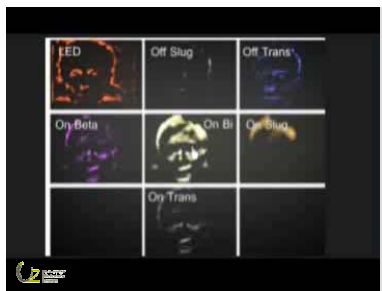 LED
Off Slug
Off Trans
On Beta
On Bi
On Slug
On Trans